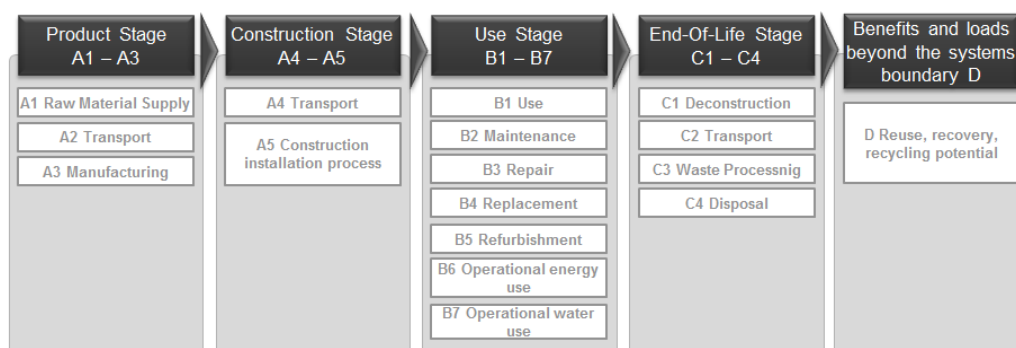 Product Stage
A1 – A3
A1 Raw Material Supply
A2 Transport
A3 Manufacturing
Construction Stage
A4 – A5
A4 Transport
A5 Construction
installation process
Use Stage
B1 – B7
B1 Use
B2 Maintenance
B3 Repair
B4 Replacement
B5 Refurbishment
B6 Operational energy
use
B7 Operational water
use
End-Of-Life Stage
C1 – C4
C1 Deconstruction
C2 Transport
C3 Waste Processnig
C4 Disposal
Benefits and loads
beyond the systems
boundary D
D Reuse, recovery,
recycling potential